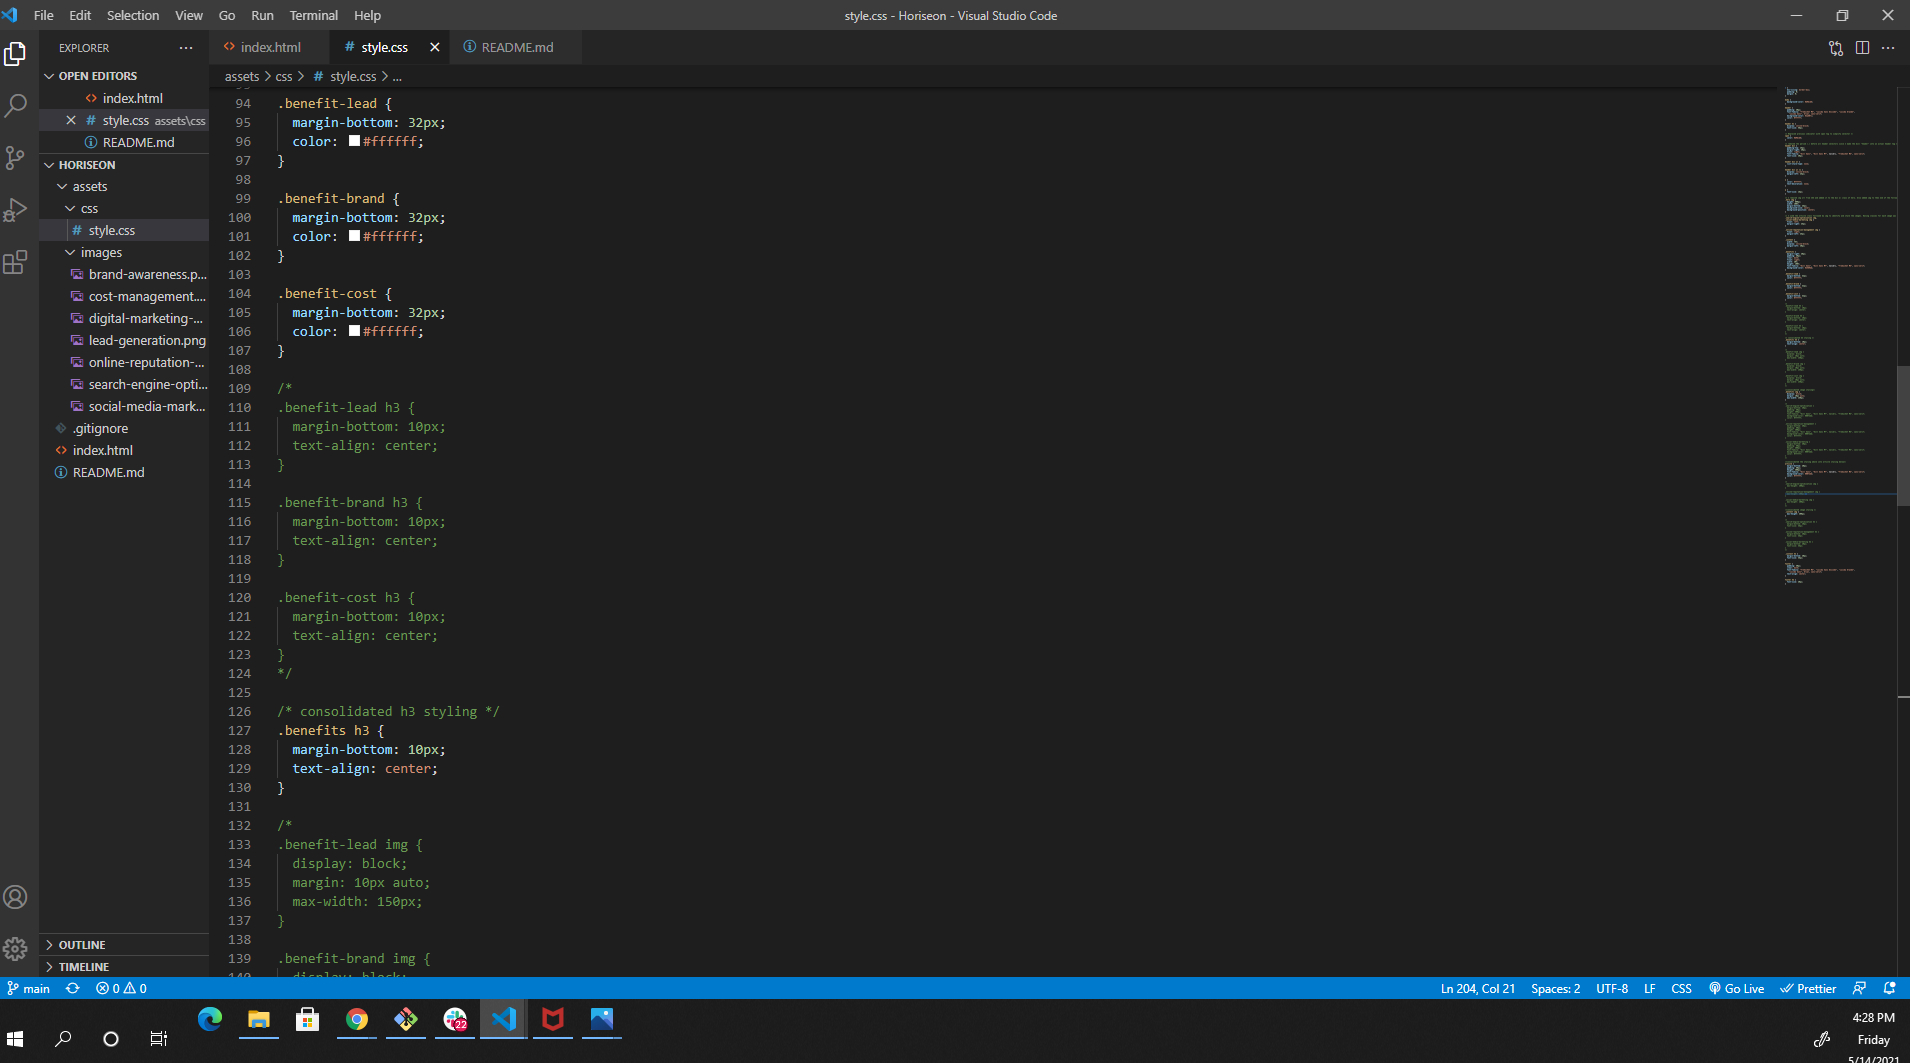 File Edit Selection View Go Run Terminal Help
style.css - Horiseon - Visual Studio Code
EXPLORER
OPEN EDITORS
index.html
style.css assets\css
README.md
HORISEON
assets
css
style.css
images
brand-awareness.p...
cost-management....
digital-marketing-...
lead-generation.png
online-reputation-...
search-engine-opti...
social-media-mark...
.gitignore
index.html
README.md
OUTLINE
TIMELINE
index.html style.css README.md
assets > css > # style.css > ...
94 .benefit-lead {
95 margin-bottom: 32px;
96 color: #ffffff;
97 }
98
99 .benefit-brand {
100 margin-bottom: 32px;
101 color: #ffffff;
102 }
103
104 .benefit-cost {
105 margin-bottom: 32px;
106 color: #ffffff;
107 }
108
109 /*
110 .benefit-lead h3 {
111 margin-bottom: 10px;
112 text-align: center;
113 }
114
115 .benefit-brand h3 {
116 margin-bottom: 10px;
117 text-align: center;
118 }
119
120 .benefit-cost h3 {
121 margin-bottom: 10px;
122 text-align: center;
123 }
124 */
125
126 /* consolidated h3 styling */
127 .benefits h3 {
128 margin-bottom: 10px;
129 text-align: center;
130 }
131
132 /*
133 .benefit-lead img {
134 display: block;
135 margin: 10px auto;
136 max-width: 150px;
137 }
138
139 .benefit-brand img {
140 display: block;
main 0 0 Ln 204, Col 21 Spaces: 2 UTF-8 LF CSS Go Live Prettier
22
4:28 PM
Friday
5/14/2021